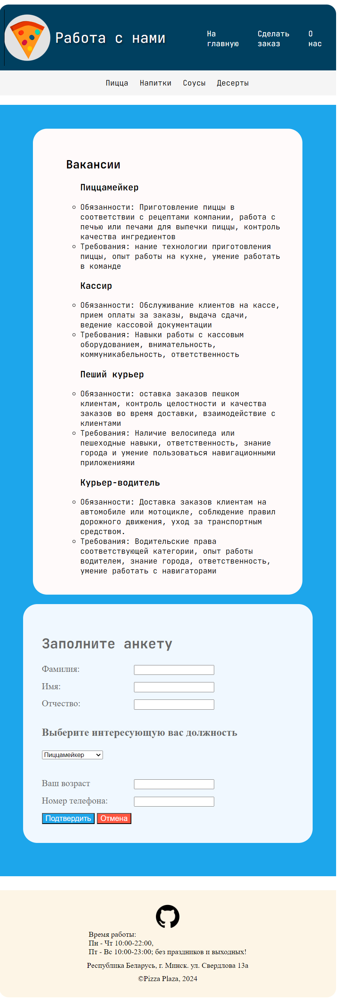 Работа с нами
На
главную
Сделать
заказ
О
нас
Пицца Напитки Соусы Десерты
Вакансии
Пиццамейкер
Обязанности: Приготовление пиццы в
соответствии с рецептами компании, работа с
печью или печами для выпечки пиццы, контроль
качества ингредиентов
Требования: нание технологии приготовления
пиццы, опыт работы на кухне, умение работать
в команде
Кассир
Обязанности: Обслуживание клиентов на кассе,
прием оплаты за заказы, выдача сдачи,
ведение кассовой документации
Требования: Навыки работы с кассовым
оборудованием, внимательность,
коммуникабельность, ответственность
Пеший курьер
Обязанности: оставка заказов пешком
клиентам, контроль целостности и качества
заказов во время доставки, взаимодействие с
клиентами
Требования: Наличие велосипеда или
пешеходные навыки, ответственность, знание
города и умение пользоваться навигационными
приложениями
Курьер-водитель
Обязанности: Доставка заказов клиентам на
автомобиле или мотоцикле, соблюдение правил
дорожного движения, уход за транспортным
средством.
Требования: Водительские права
соответствующей категории, опыт работы
водителем, знание города, ответственность,
умение работать с навигаторами
Заполните анкету
Фамилия:
Имя:
Отчество:
Выберите интересующую вас должность
Пиццамейкер
Ваш возраст
Номер телефона:
Подтвердить Отмена
Время работы:
Пн - Чт 10:00-22:00,
Пт - Вс 10:00-23:00; без праздников и выходных!
Республика Беларусь, г. Минск. ул. Свердлова 13а
©Pizza Plaza, 2024